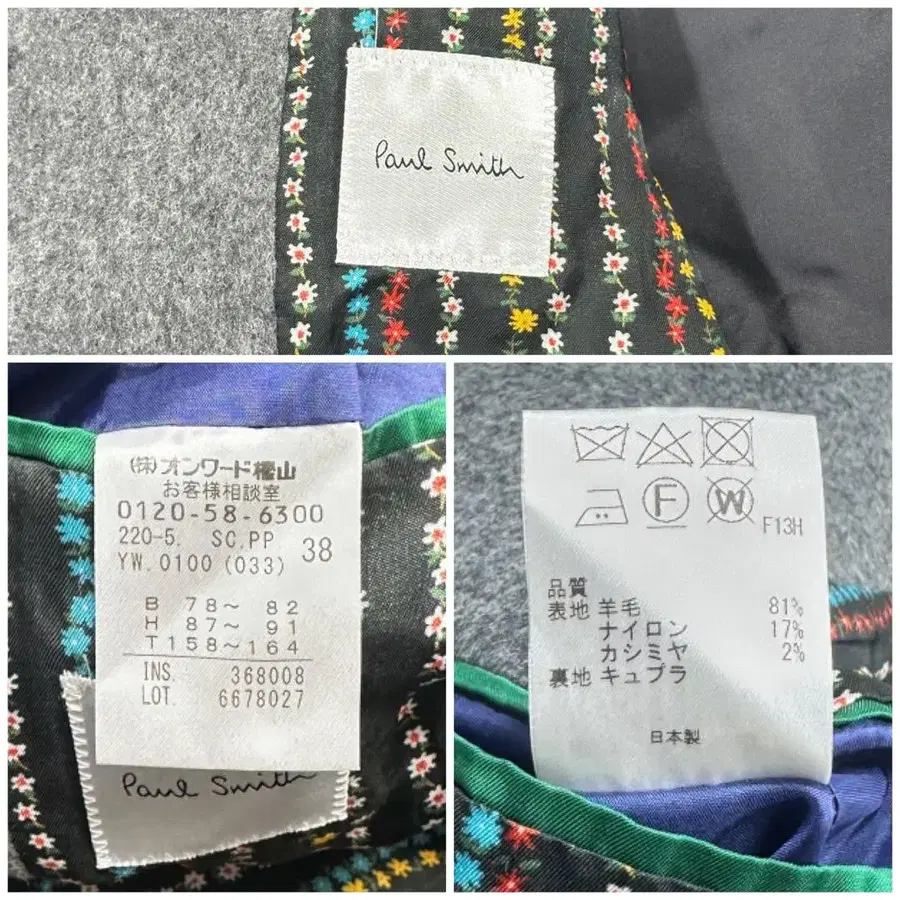 Paul Smith
(株)オンワード樫山
お客様相談室
0120-58-6300
220-5. SC,PP 38
YW.0100 (033)
B 78~ 82
H 87~ 91
T 158~164
INS. 368008
LOT. 6678027
Paul Smith
F W F13H
品質
表地 羊毛 81%
ナイロン 17%
カシミヤ 2%
裏地 キュプラ
日本製